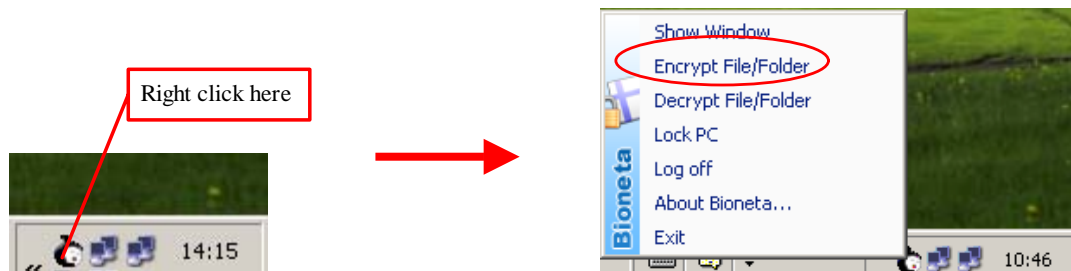 Right click here
14:15
Show Window
Encrypt File/Folder
Decrypt File/Folder
Lock PC
Log off
About Bioneta...
Exit
Bioneta
10:46